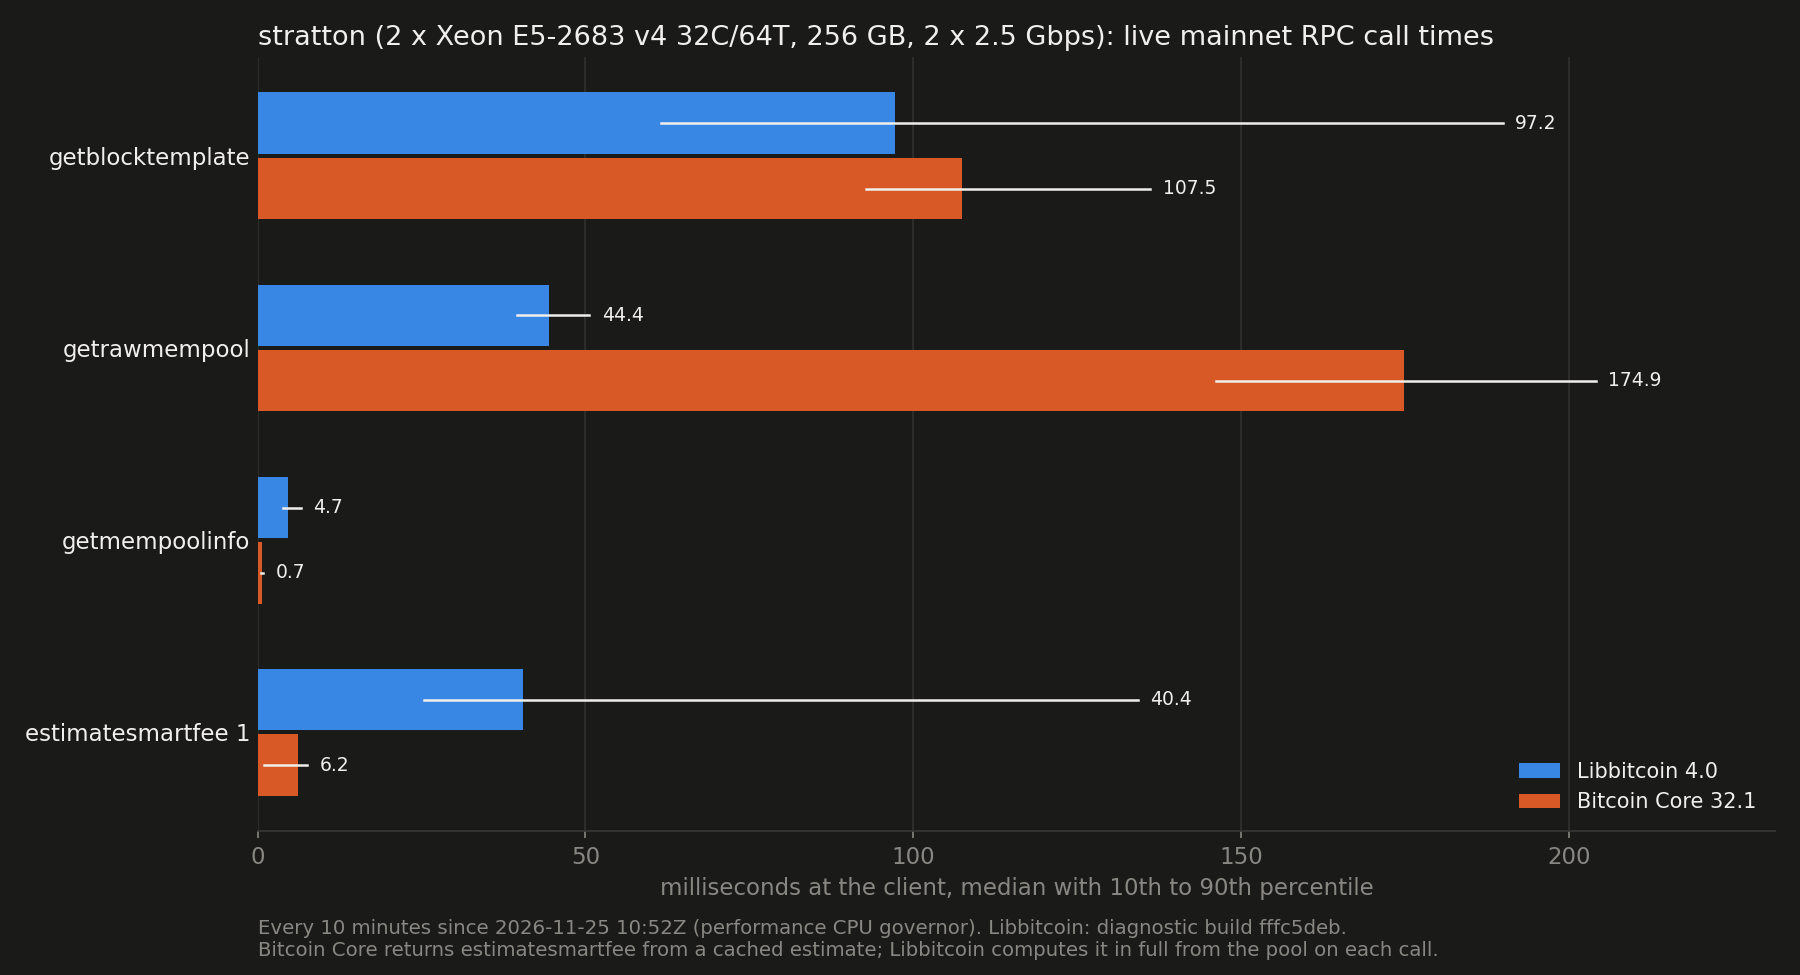 stratton (2 x Xeon E5-2683 v4 32C/64T, 256 GB, 2 x 2.5 Gbps): live mainnet RPC call times
getblocktemplate
97.2
107.5
getrawmempool
44.4
174.9
getmempoolinfo
4.7
0.7
estimatesmartfee 1
40.4
6.2
Libbitcoin 4.0
Bitcoin Core 32.1
0 50 100 150 200
milliseconds at the client, median with 10th to 90th percentile
Every 10 minutes since 2026-11-25 10:52Z (performance CPU governor). Libbitcoin: diagnostic build fffc5deb.
Bitcoin Core returns estimatesmartfee from a cached estimate; Libbitcoin computes it in full from the pool on each call.